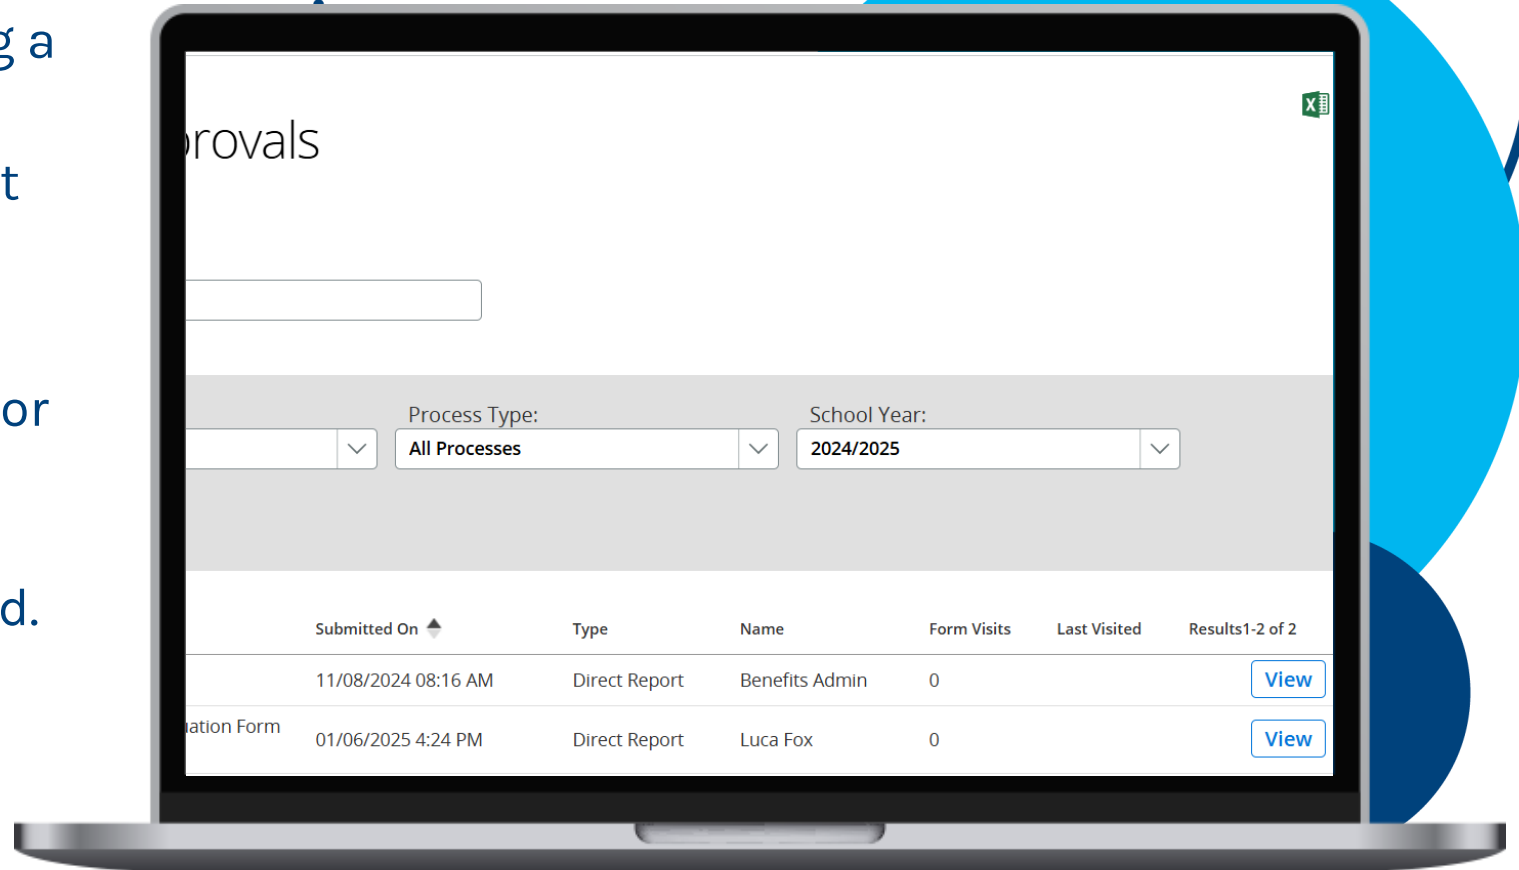 g a
t
or
d.
provals
Process Type:
School Year:
All Processes
2024/2025
Submitted On
Type
Name
Form Visits
Last Visited
Results1-2 of 2
11/08/2024 08:16 AM
Direct Report
Benefits Admin
0
View
uation Form
01/06/2025 4:24 PM
Direct Report
Luca Fox
0
View